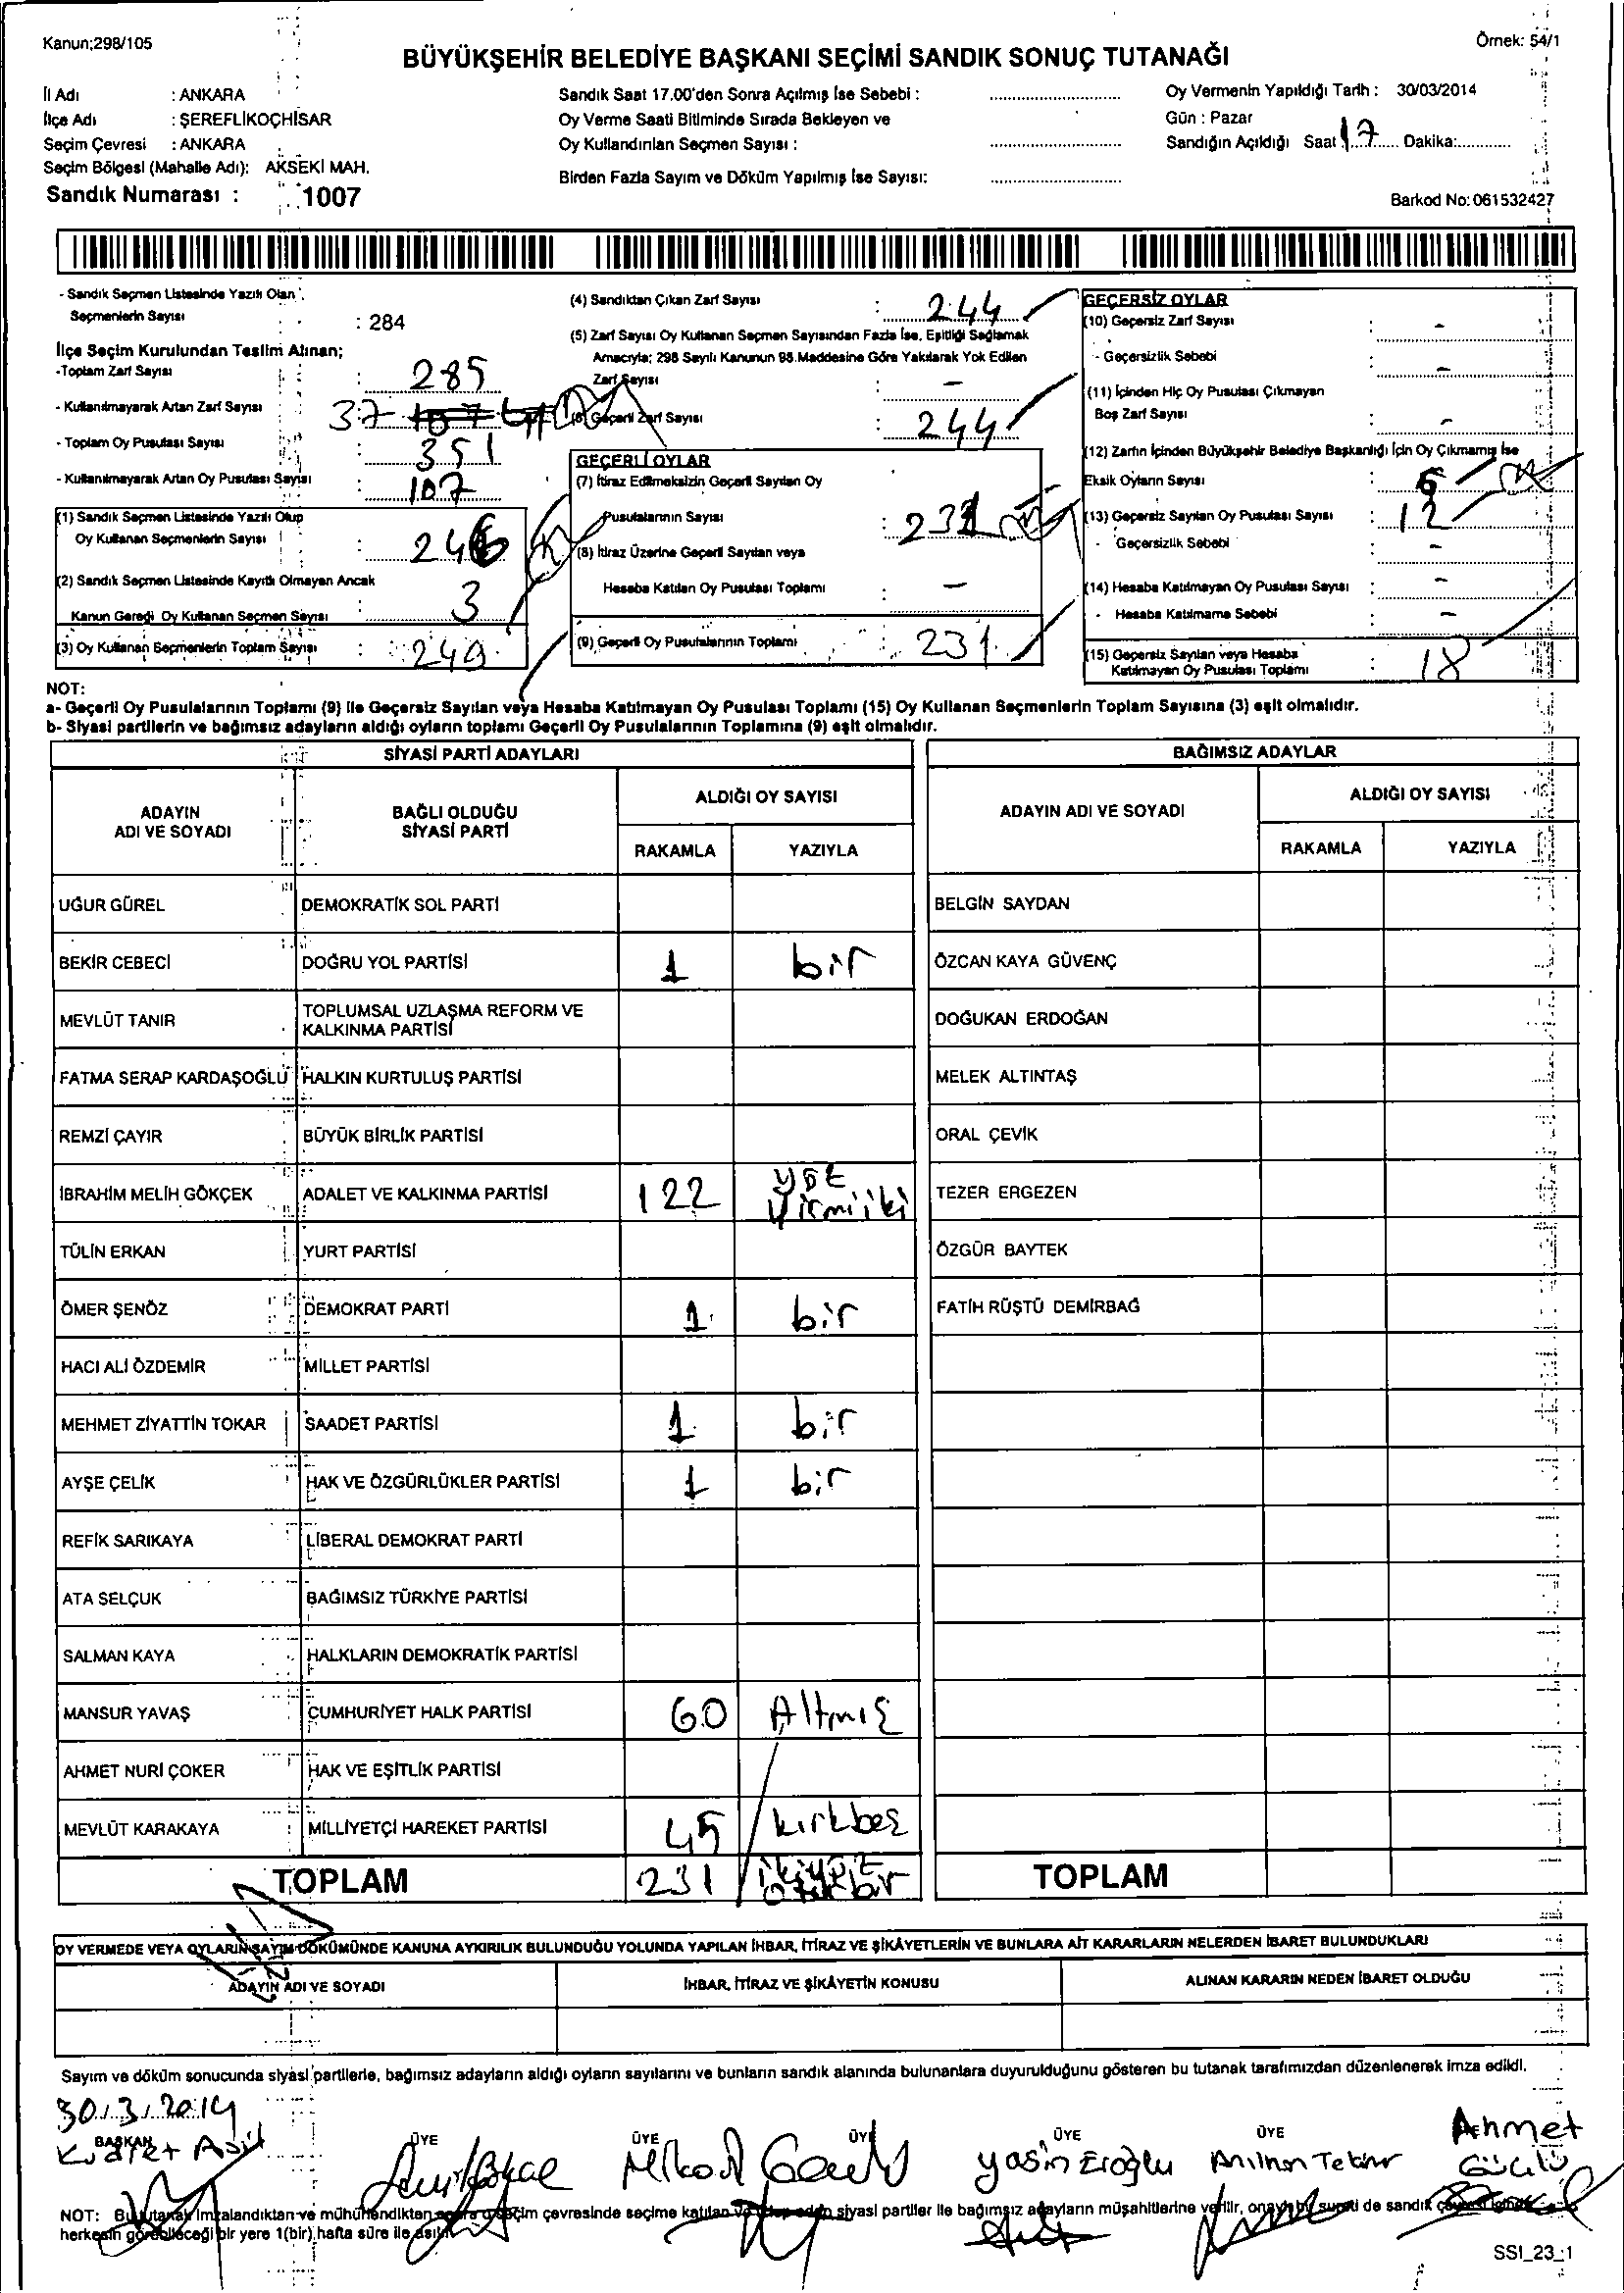 Kanun;298/105
Örnek: 54/1
BÜYÜKŞEHİR BELEDİYE BAŞKANI SEÇİMİ SANDIK SONUÇ TUTANAĞI
İl Adı : ANKARA
İlçe Adı : ŞEREFLİKOÇHİSAR
Seçim Çevresi : ANKARA
Seçim Bölgesi (Mahalle Adı): AKSEKİ MAH.
Sandık Numarası : 1007
Sandık Saat 17.00'den Sonra Açılmış İse Sebebi :
Oy Verme Saati Bitiminde Sırada Bekleyen ve
Oy Kullandırılan Seçmen Sayısı :
Birden Fazla Sayım ve Döküm Yapılmış İse Sayısı:
Oy Vermenin Yapıldığı Tarih : 30/03/2014
Gün : Pazar
Sandığın Açıldığı Saat 17 Dakika:
Barkod No: 061532427
- Sandık Seçmen Listesinde Yazılı Olan
Seçmenlerin Sayısı : 284
İlçe Seçim Kurulundan Teslim Alınan;
-Toplam Zarf Sayısı : 285
- Kullanılmayarak Artan Zarf Sayısı : 37
- Toplam Oy Pusulası Sayısı : 351
- Kullanılmayarak Artan Oy Pusulası Sayısı : 107
(1) Sandık Seçmen Listesinde Yazılı Olup
Oy Kullanan Seçmenlerin Sayısı : 246
(2) Sandık Seçmen Listesinde Kayıtlı Olmayan Ancak
Kanun Gereği Oy Kullanan Seçmen Sayısı : 3
(3) Oy Kullanan Seçmenlerin Toplam Sayısı : 249
(4) Sandıktan Çıkan Zarf Sayısı : 244
(5) Zarf Sayısı Oy Kullanan Seçmen Sayısından Fazla İse, Eşitliği Sağlamak
Amacıyla; 298 Sayılı Kanunun 98.Maddesine Göre Yakılarak Yok Edilen
Zarf Sayısı : -
(6) Geçerli Zarf Sayısı : 244
GEÇERLİ OYLAR
(7) İtiraz Edilmeksizin Geçerli Sayılan Oy
Pusulalarının Sayısı : 231
(8) İtiraz Üzerine Geçerli Sayılan veya
Hesaba Katılan Oy Pusulası Toplamı : -
(9) Geçerli Oy Pusulalarının Toplamı : 231
GEÇERSİZ OYLAR
(10) Geçersiz Zarf Sayısı : -
- Geçersizlik Sebebi : -
(11) İçinden Hiç Oy Pusulası Çıkmayan
Boş Zarf Sayısı : -
(12) Zarfın İçinden Büyükşehir Belediye Başkanlığı İçin Oy Çıkmamış İse
Eksik Oyların Sayısı : 6
(13) Geçersiz Sayılan Oy Pusulası Sayısı : 12
- Geçersizlik Sebebi : -
(14) Hesaba Katılmayan Oy Pusulası Sayısı : -
- Hesaba Katılmama Sebebi : -
(15) Geçersiz Sayılan veya Hesaba
Katılmayan Oy Pusulası Toplamı : 18
NOT:
a- Geçerli Oy Pusulalarının Toplamı (9) ile Geçersiz Sayılan veya Hesaba Katılmayan Oy Pusulası Toplamı (15) Oy Kullanan Seçmenlerin Toplam Sayısına (3) eşit olmalıdır.
b- Siyasi partilerin ve bağımsız adayların aldığı oyların toplamı Geçerli Oy Pusulalarının Toplamına (9) eşit olmalıdır.
SİYASİ PARTİ ADAYLARI
ADAYIN ADI VE SOYADI
BAĞLI OLDUĞU SİYASİ PARTİ
ALDIĞI OY SAYISI
RAKAMLA YAZIYLA
UĞUR GÜREL DEMOKRATİK SOL PARTİ
BEKİR CEBECİ DOĞRU YOL PARTİSİ 1 bir
MEVLÜT TANIR TOPLUMSAL UZLAŞMA REFORM VE KALKINMA PARTİSİ
FATMA SERAP KARDAŞOĞLU HALKIN KURTULUŞ PARTİSİ
REMZİ ÇAYIR BÜYÜK BİRLİK PARTİSİ
İBRAHİM MELİH GÖKÇEK ADALET VE KALKINMA PARTİSİ 122 yüz yirmiiki
TÜLİN ERKAN YURT PARTİSİ
ÖMER ŞENÖZ DEMOKRAT PARTİ 1 bir
HACI ALİ ÖZDEMİR MİLLET PARTİSİ
MEHMET ZİYATTİN TOKAR SAADET PARTİSİ 1 bir
AYŞE ÇELİK HAK VE ÖZGÜRLÜKLER PARTİSİ 1 bir
REFİK SARIKAYA LİBERAL DEMOKRAT PARTİ
ATA SELÇUK BAĞIMSIZ TÜRKİYE PARTİSİ
SALMAN KAYA HALKLARIN DEMOKRATİK PARTİSİ
MANSUR YAVAŞ CUMHURİYET HALK PARTİSİ 60 Altmış
AHMET NURİ ÇOKER HAK VE EŞİTLİK PARTİSİ
MEVLÜT KARAKAYA MİLLİYETÇİ HAREKET PARTİSİ 45 kırkbeş
TOPLAM 231 ikiyüz otuzbir
BAĞIMSIZ ADAYLAR
ADAYIN ADI VE SOYADI
ALDIĞI OY SAYISI
RAKAMLA YAZIYLA
BELGİN SAYDAN
ÖZCAN KAYA GÜVENÇ
DOĞUKAN ERDOĞAN
MELEK ALTINTAŞ
ORAL ÇEVİK
TEZER ERGEZEN
ÖZGÜR BAYTEK
FATİH RÜŞTÜ DEMİRBAĞ
TOPLAM
OY VERMEDE VEYA OYLARIN SAYIM DÖKÜMÜNDE KANUNA AYKIRILIK BULUNDUĞU YOLUNDA YAPILAN İHBAR, İTİRAZ VE ŞİKÂYETLERİN VE BUNLARA AİT KARARLARIN NELERDEN İBARET BULUNDUKLARI
ADAYIN ADI VE SOYADI
İHBAR, İTİRAZ VE ŞİKÂYETİN KONUSU
ALINAN KARARIN NEDEN İBARET OLDUĞU
Sayım ve döküm sonucunda siyasi partilerle, bağımsız adayların aldığı oyların sayılarını ve bunların sandık alanında bulunanlara duyurulduğunu gösteren bu tutanak tarafımızdan düzenlenerek imza edildi.
30.3.2014
BAŞKAN ÜYE ÜYE ÜYE ÜYE ÜYE
Yasin Eroğlu
Ahmet
Güçlü
NOT: Bu tutanak imzalandıktan ve mühürlendikten sonra o seçim çevresinde seçime katılan ve talep eden siyasi partiler ile bağımsız adayların müşahitlerine verilir, onaylı bir sureti de sandık çevresi içinde
herkesin görebileceği bir yere 1(bir) hafta süre ile asılır.
SSI_23_1